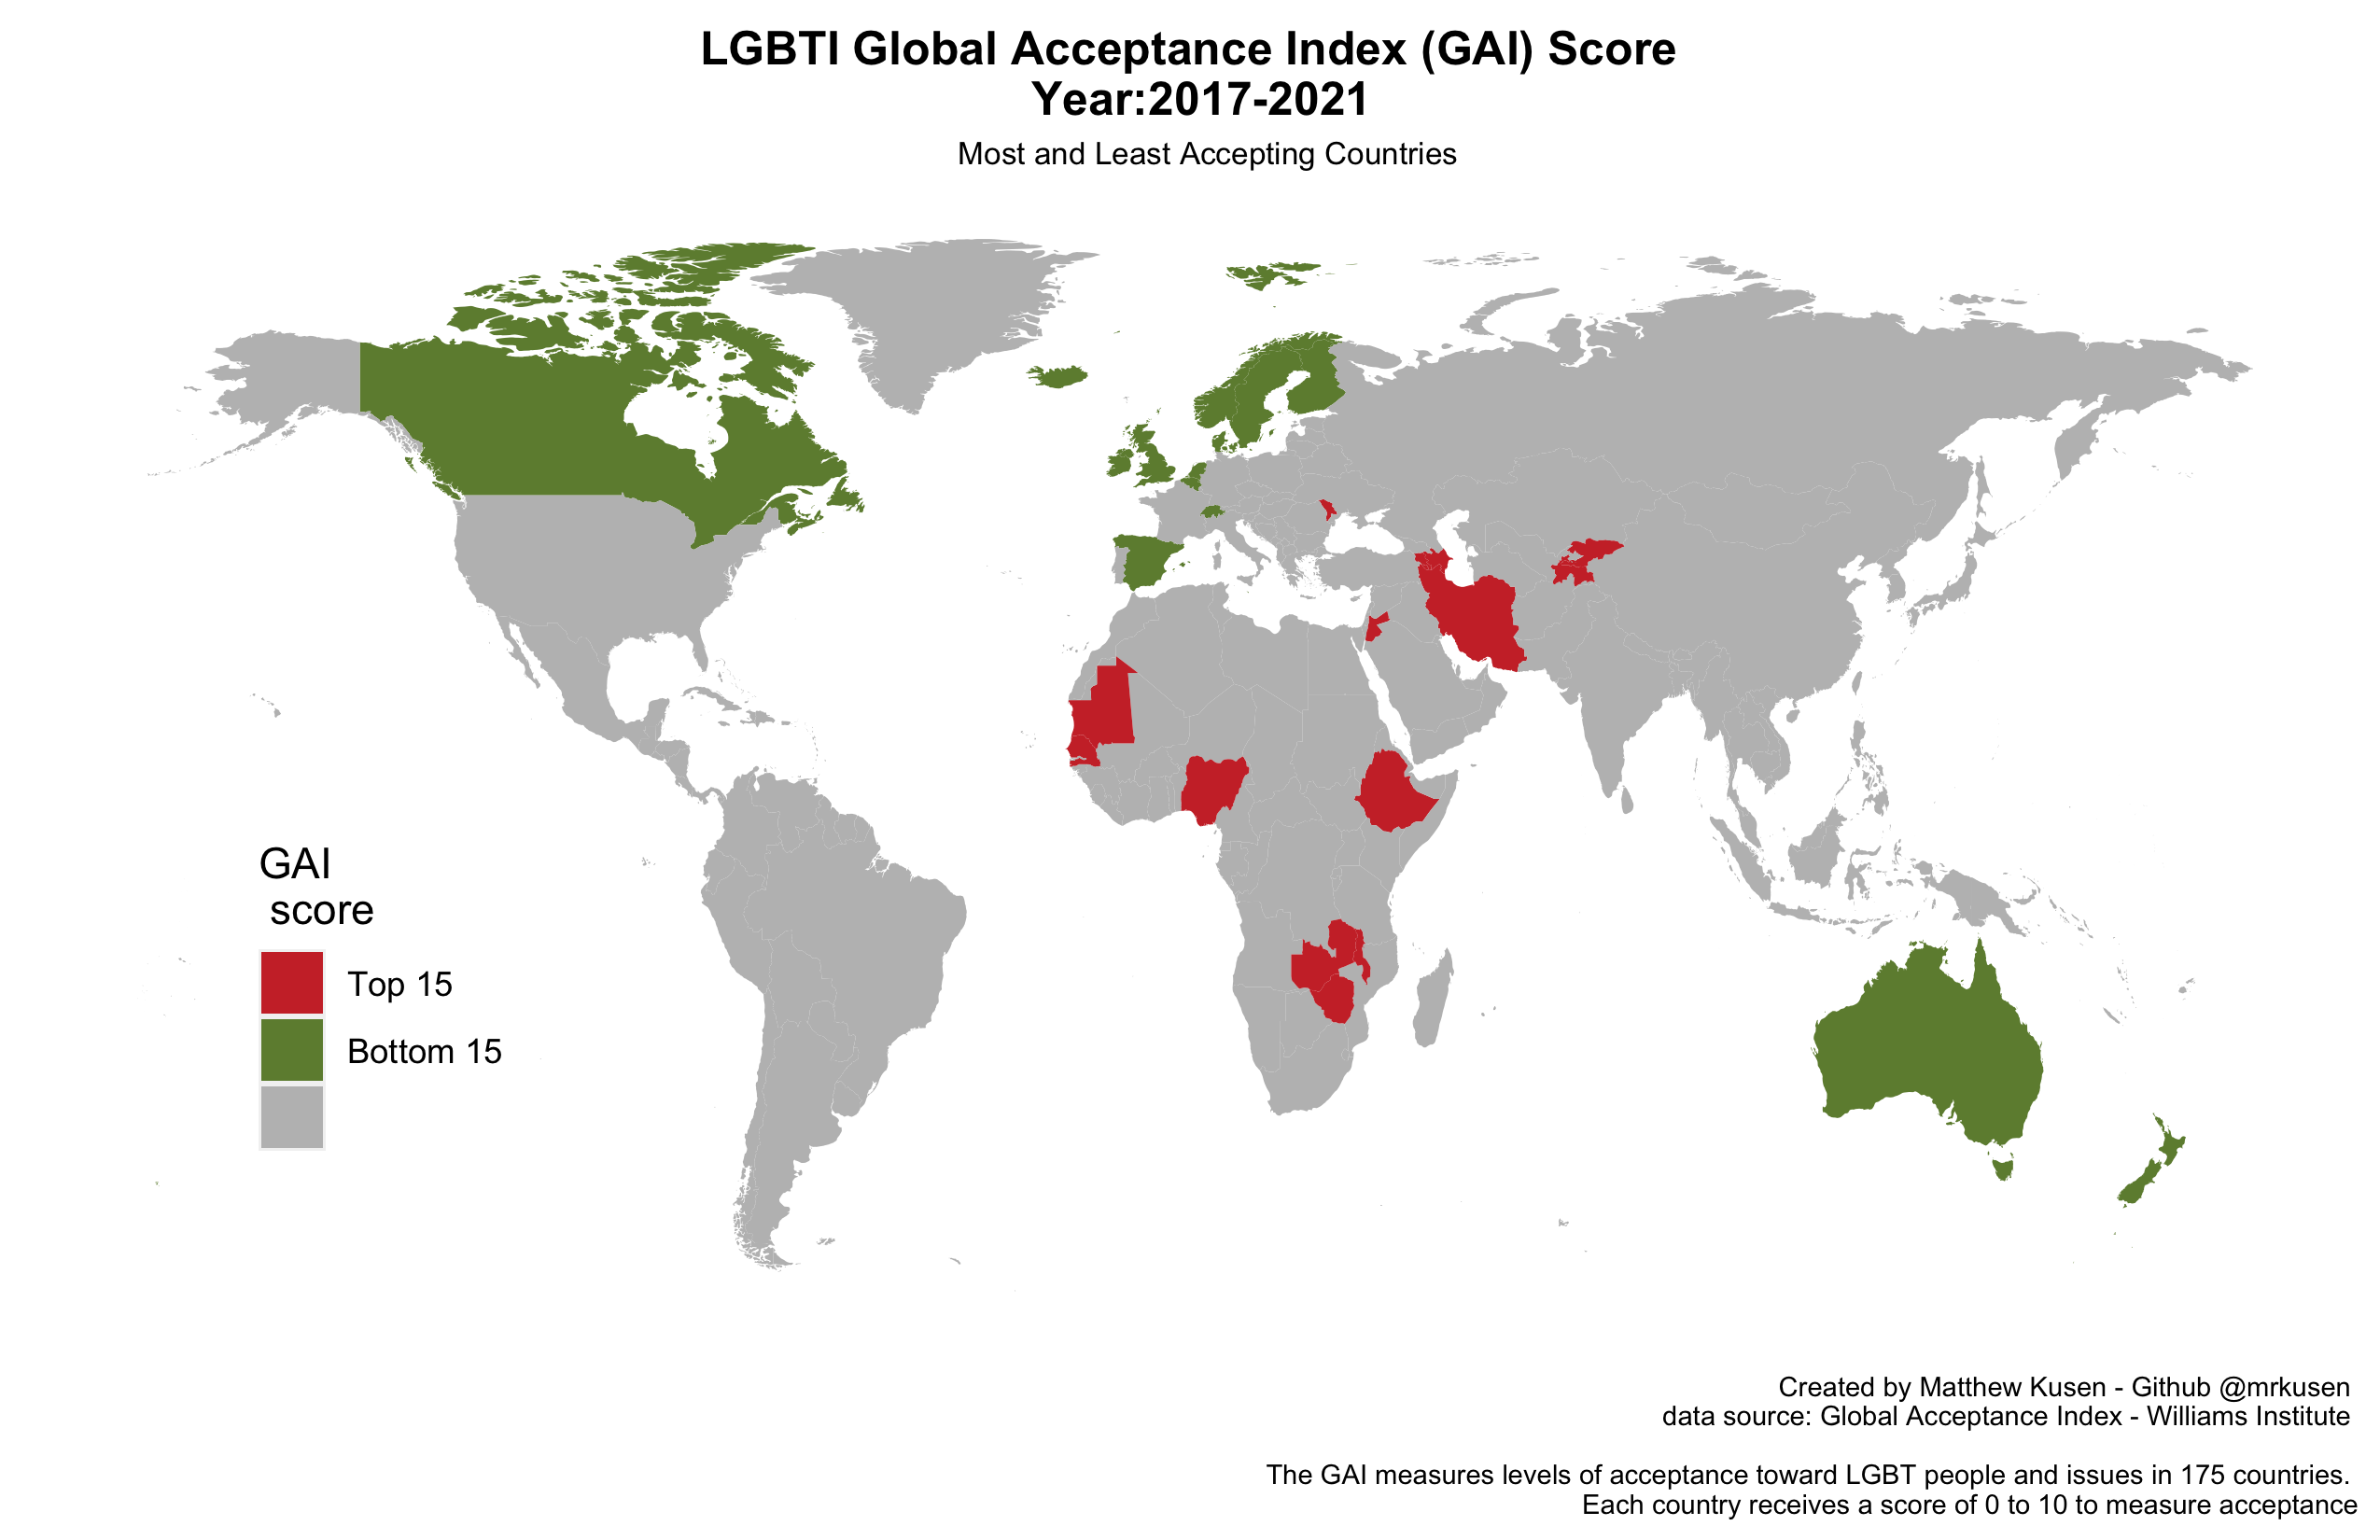 LGBTI Global Acceptance Index (GAI) Score
Year:2017-2021
Most and Least Accepting Countries
GAI
score
Top 15
Bottom 15
Created by Matthew Kusen - Github @mrkusen
data source: Global Acceptance Index - Williams Institute
The GAI measures levels of acceptance toward LGBT people and issues in 175 countries.
Each country receives a score of 0 to 10 to measure acceptance